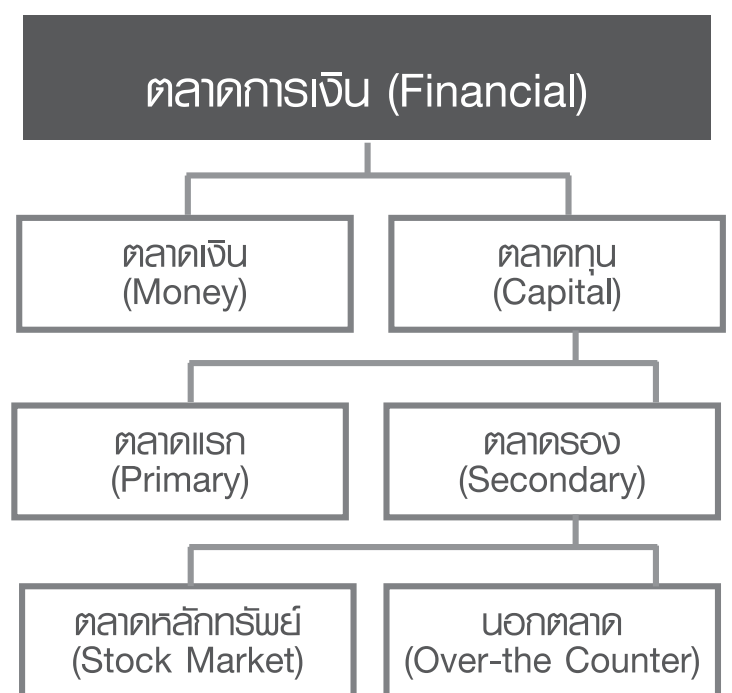 ตลาดการเงิน (Financial)
ตลาดเงิน
(Money)
ตลาดทุน
(Capital)
ตลาดแรก
(Primary)
ตลาดรอง
(Secondary)
ตลาดหลักทรัพย์
(Stock Market)
นอกตลาด
(Over-the Counter)